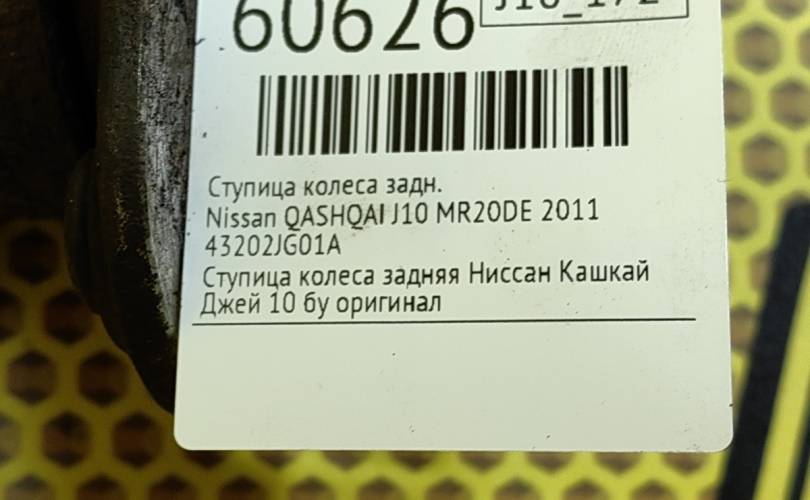 60626
J10_172
Ступица колеса задн.
Nissan QASHQAI J10 MR20DE 2011
43202JG01A
Ступица колеса задняя Ниссан Кашкай
Джей 10 бу оригинал